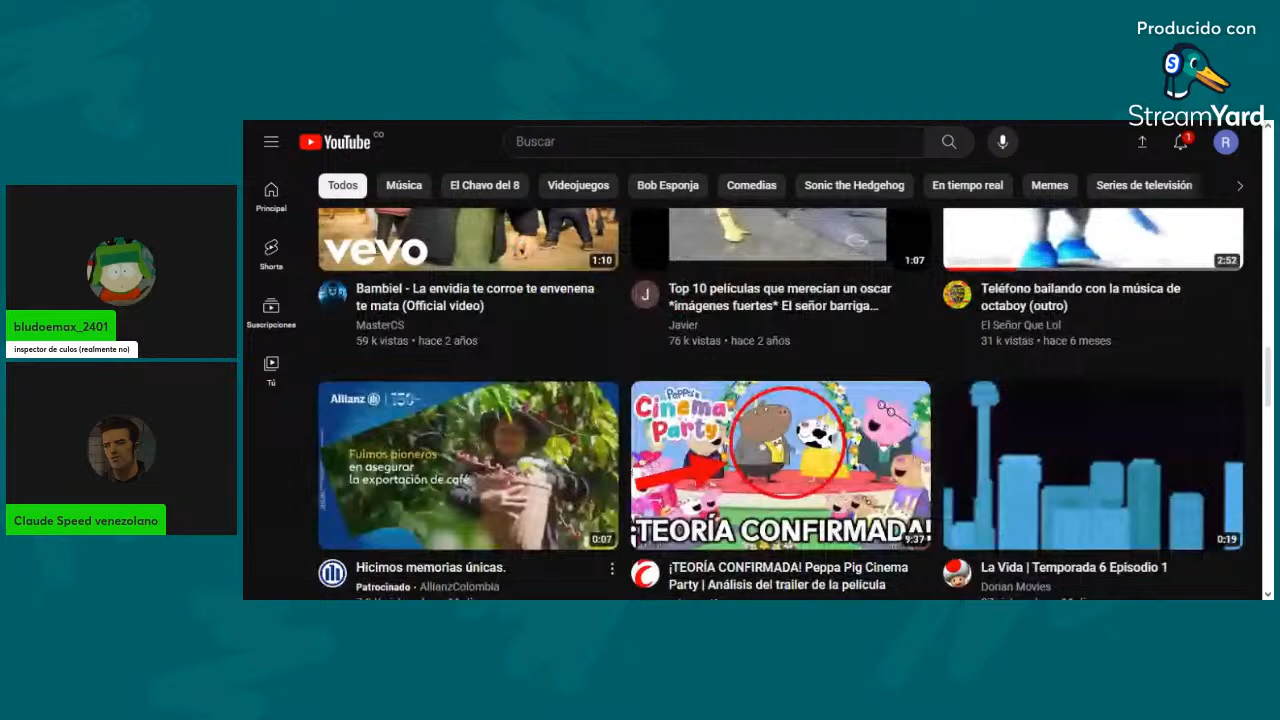 Producido con
StreamYard
YouTube CO
Buscar
1
R
Principal
Shorts
Suscripciones
Tú
Todos
Música
El Chavo del 8
Videojuegos
Bob Esponja
Comedias
Sonic the Hedgehog
En tiempo real
Memes
Series de televisión
vevo
1:10
1:07
2:52
Bambiel - La envidia te corroe te envenena
te mata (Official video)
MasterCS
59 k vistas • hace 2 años
J
Top 10 películas que merecian un oscar
*imágenes fuertes* El señor barriga...
Javier
76 k vistas • hace 2 años
Teléfono bailando con la música de
octaboy (outro)
El Señor Que Lol
31 k vistas • hace 6 meses
Allianz
Fuimos pioneros
en asegurar
la exportación de café
0:07
Peppa's
Cinema
Party
¡TEORÍA CONFIRMADA!
9:37
0:19
Hicimos memorias únicas.
Patrocinado • AllianzColombia
¡TEORÍA CONFIRMADA! Peppa Pig Cinema
Party | Análisis del trailer de la película
La Vida | Temporada 6 Episodio 1
Dorian Movies
bludoemax_2401
inspector de culos (realmente no)
Claude Speed venezolano